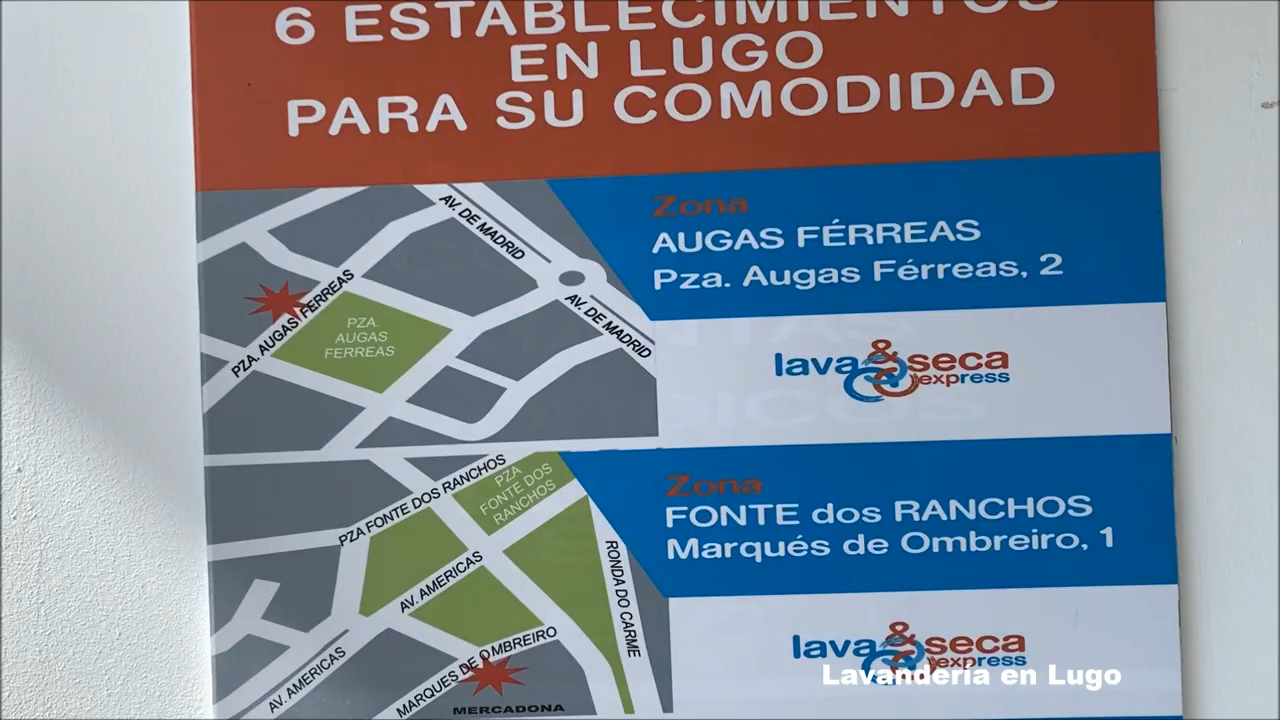 6 ESTABLECIMIENTOS
EN LUGO
PARA SU COMODIDAD
AV. DE MADRID
AV. DE MADRID
PZA. AUGAS FERREAS
PZA.
AUGAS
FERREAS
Zona
AUGAS FÉRREAS
Pza. Augas Férreas, 2
lava&seca
express
PZA FONTE DOS RANCHOS
PZA
FONTE DOS
RANCHOS
AV. AMERICAS
AV. AMERICAS
RONDA DO CARME
MARQUES DE OMBREIRO
MERCADONA
Zona
FONTE dos RANCHOS
Marqués de Ombreiro, 1
lava&seca
express
Lavandería en Lugo